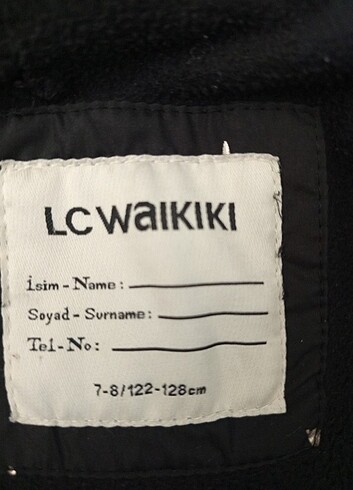 LC WAIKIKI
İsim - Name :
Soyad - Surname :
Tel - No :
7-8/122-128cm